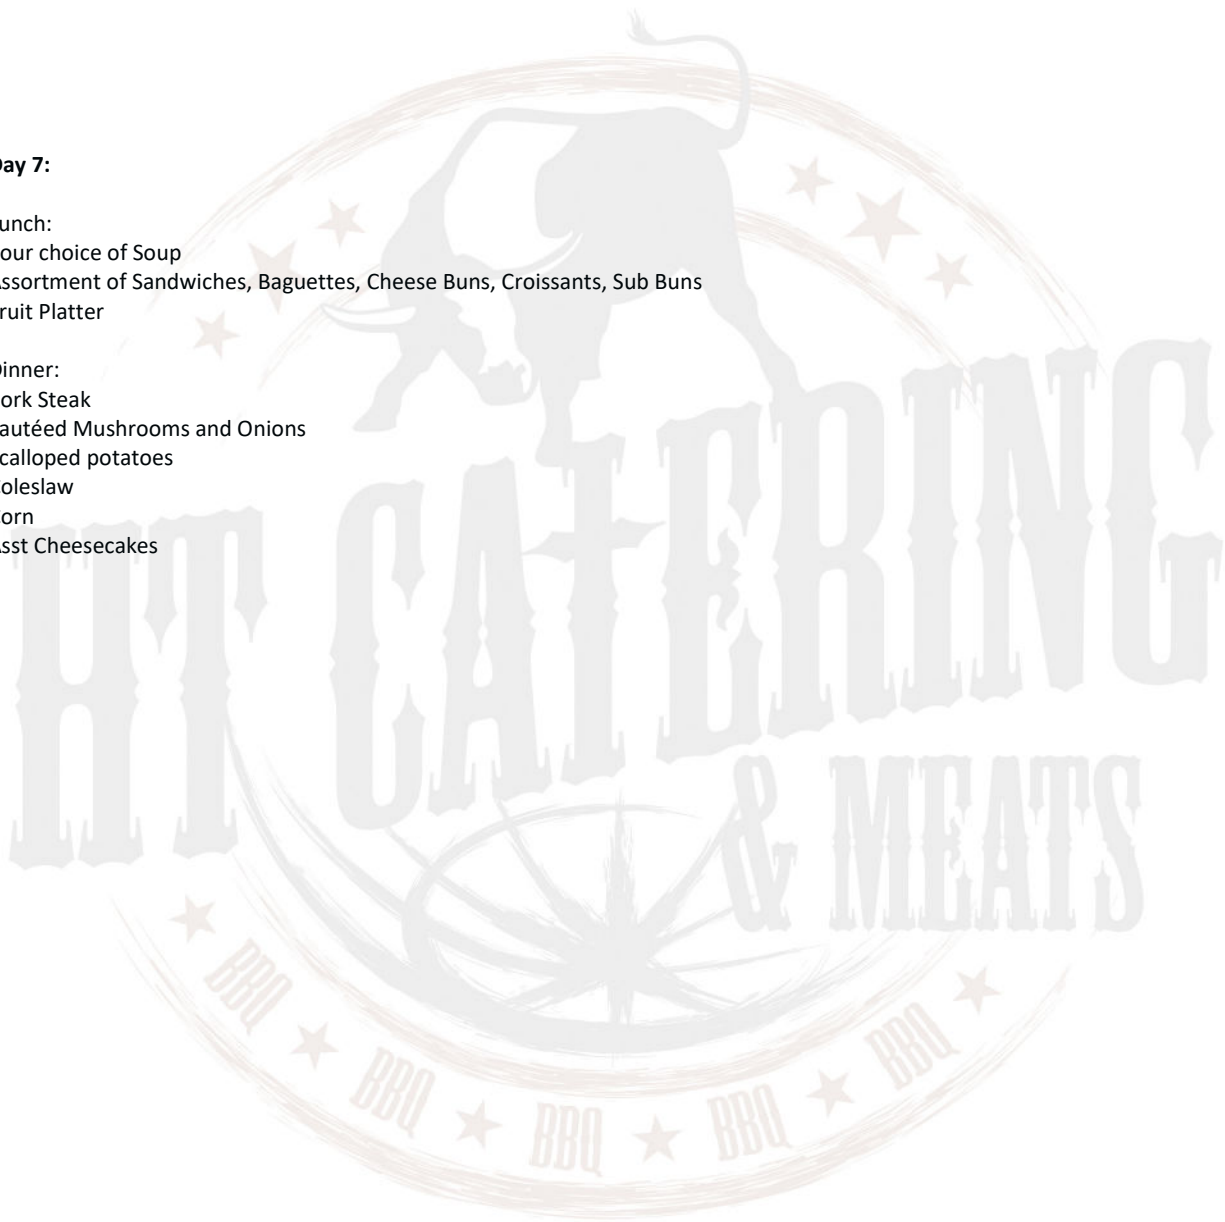 ay 7:
unch:
our choice of Soup
ssortment of Sandwiches, Baguettes, Cheese Buns, Croissants, Sub Buns
ruit Platter
inner:
ork Steak
autéed Mushrooms and Onions
calloped potatoes
oleslaw
orn
sst Cheesecakes
HT CATERING
& MEATS
BBQ BBQ BBQ BBQ BBQ